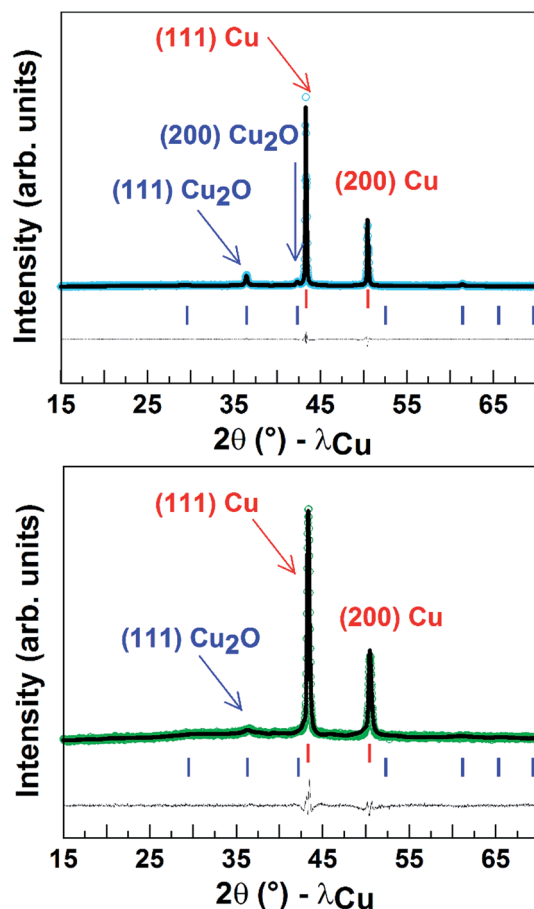 (111) Cu
(200) Cu₂O
(111) Cu₂O
(200) Cu
Intensity (arb. units)
15 25 35 45 55 65
2θ (°) - λCu
(111) Cu
(111) Cu₂O
(200) Cu
Intensity (arb. units)
15 25 35 45 55 65
2θ (°) - λCu